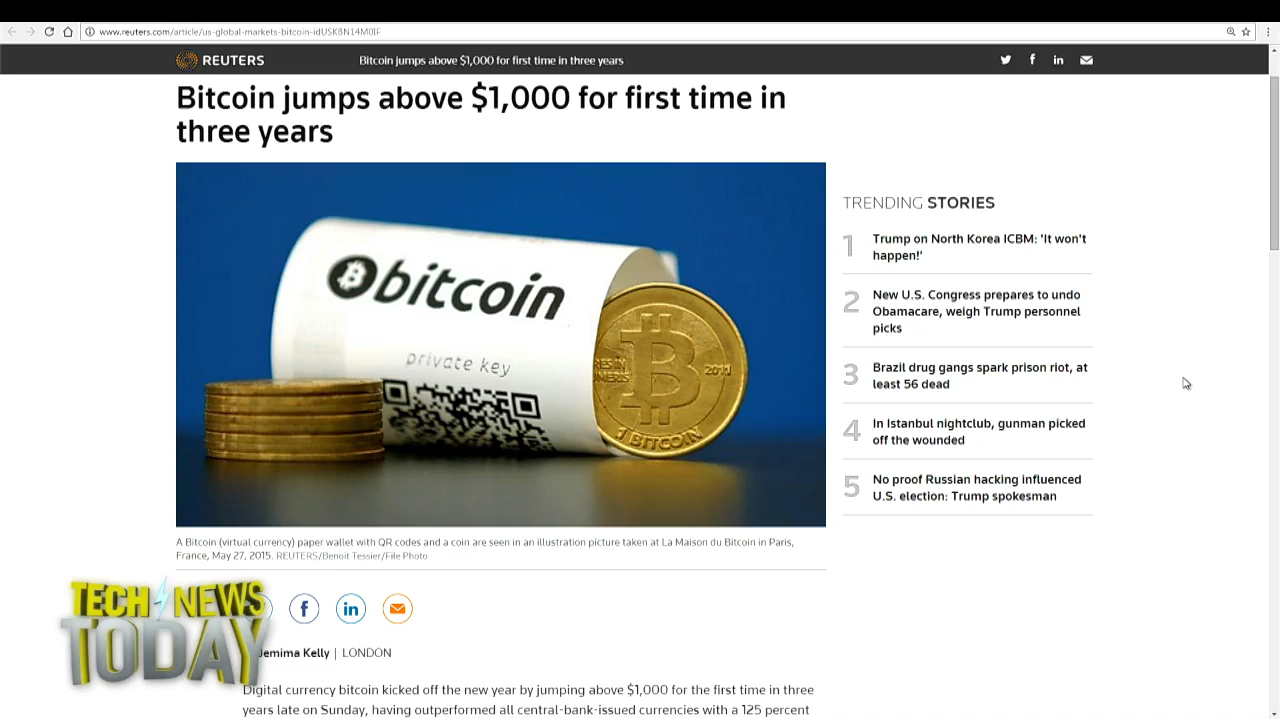 www.reuters.com/article/us-global-markets-bitcoin-idUSKBN14M0IF
REUTERS
Bitcoin jumps above $1,000 for first time in three years
Bitcoin jumps above $1,000 for first time in
three years
bitcoin
private key
2011
1 BITCOIN
TRENDING STORIES
1 Trump on North Korea ICBM: 'It won't
happen!'
2 New U.S. Congress prepares to undo
Obamacare, weigh Trump personnel
picks
3 Brazil drug gangs spark prison riot, at
least 56 dead
4 In Istanbul nightclub, gunman picked
off the wounded
5 No proof Russian hacking influenced
U.S. election: Trump spokesman
A Bitcoin (virtual currency) paper wallet with QR codes and a coin are seen in an illustration picture taken at La Maison du Bitcoin in Paris,
France, May 27, 2015. REUTERS/Benoit Tessier/File Photo
TECH NEWS
TODAY
Jemima Kelly | LONDON
Digital currency bitcoin kicked off the new year by jumping above $1,000 for the first time in three
years late on Sunday, having outperformed all central-bank-issued currencies with a 125 percent